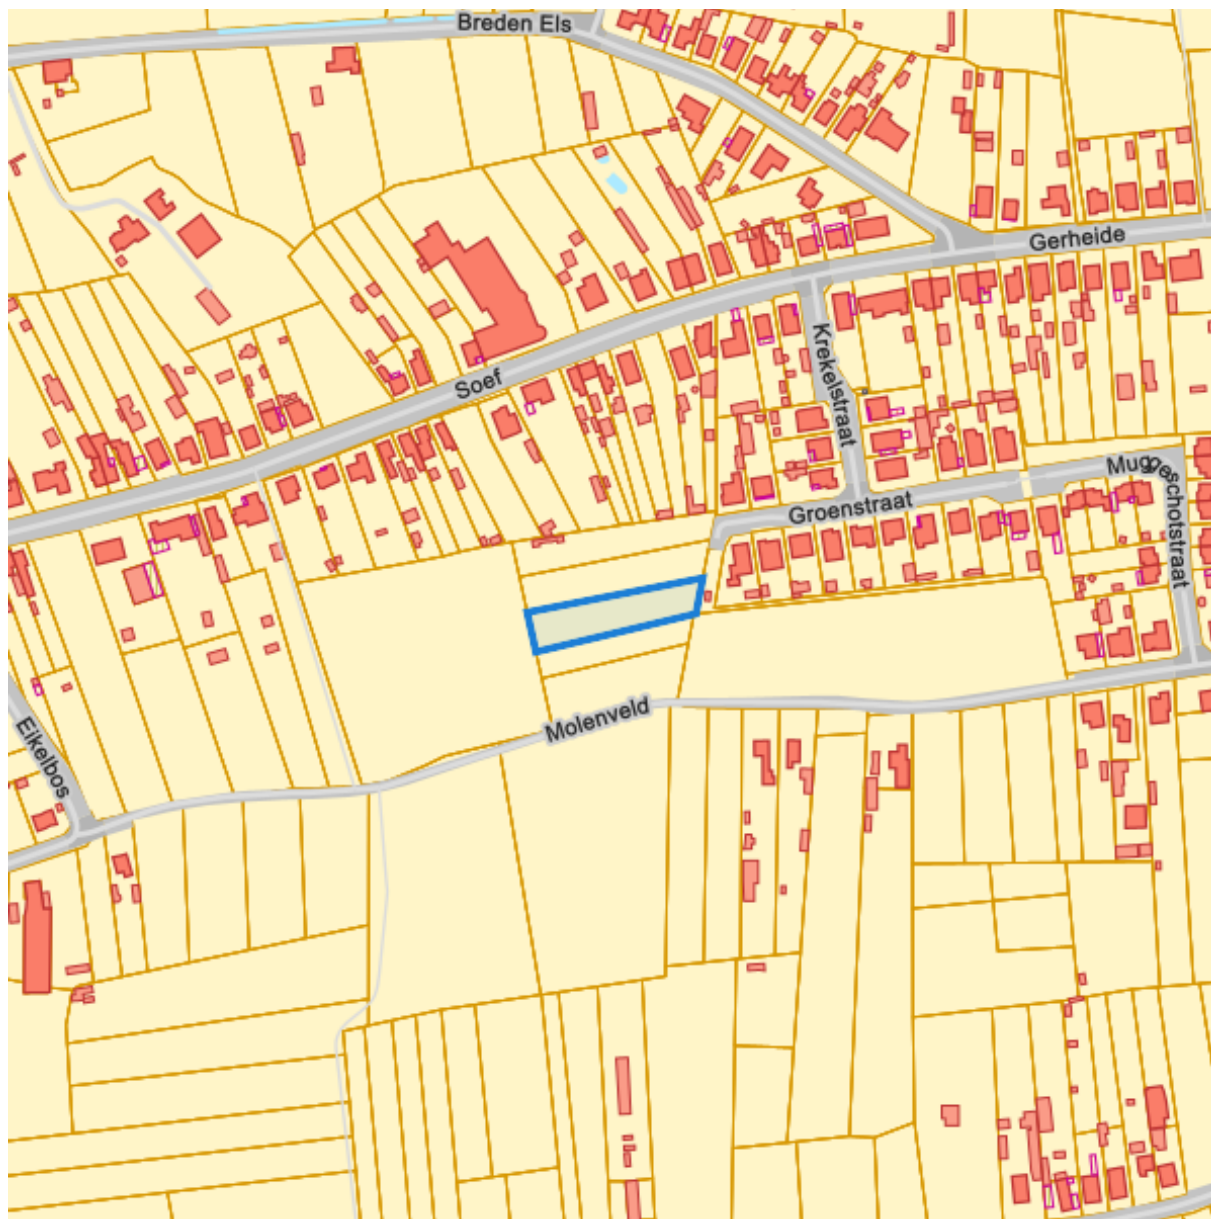 Breden Els
Gerheide
Krekelstraat
Soef
Muggeschotstraat
Groenstraat
Molenveld
Eikelbos